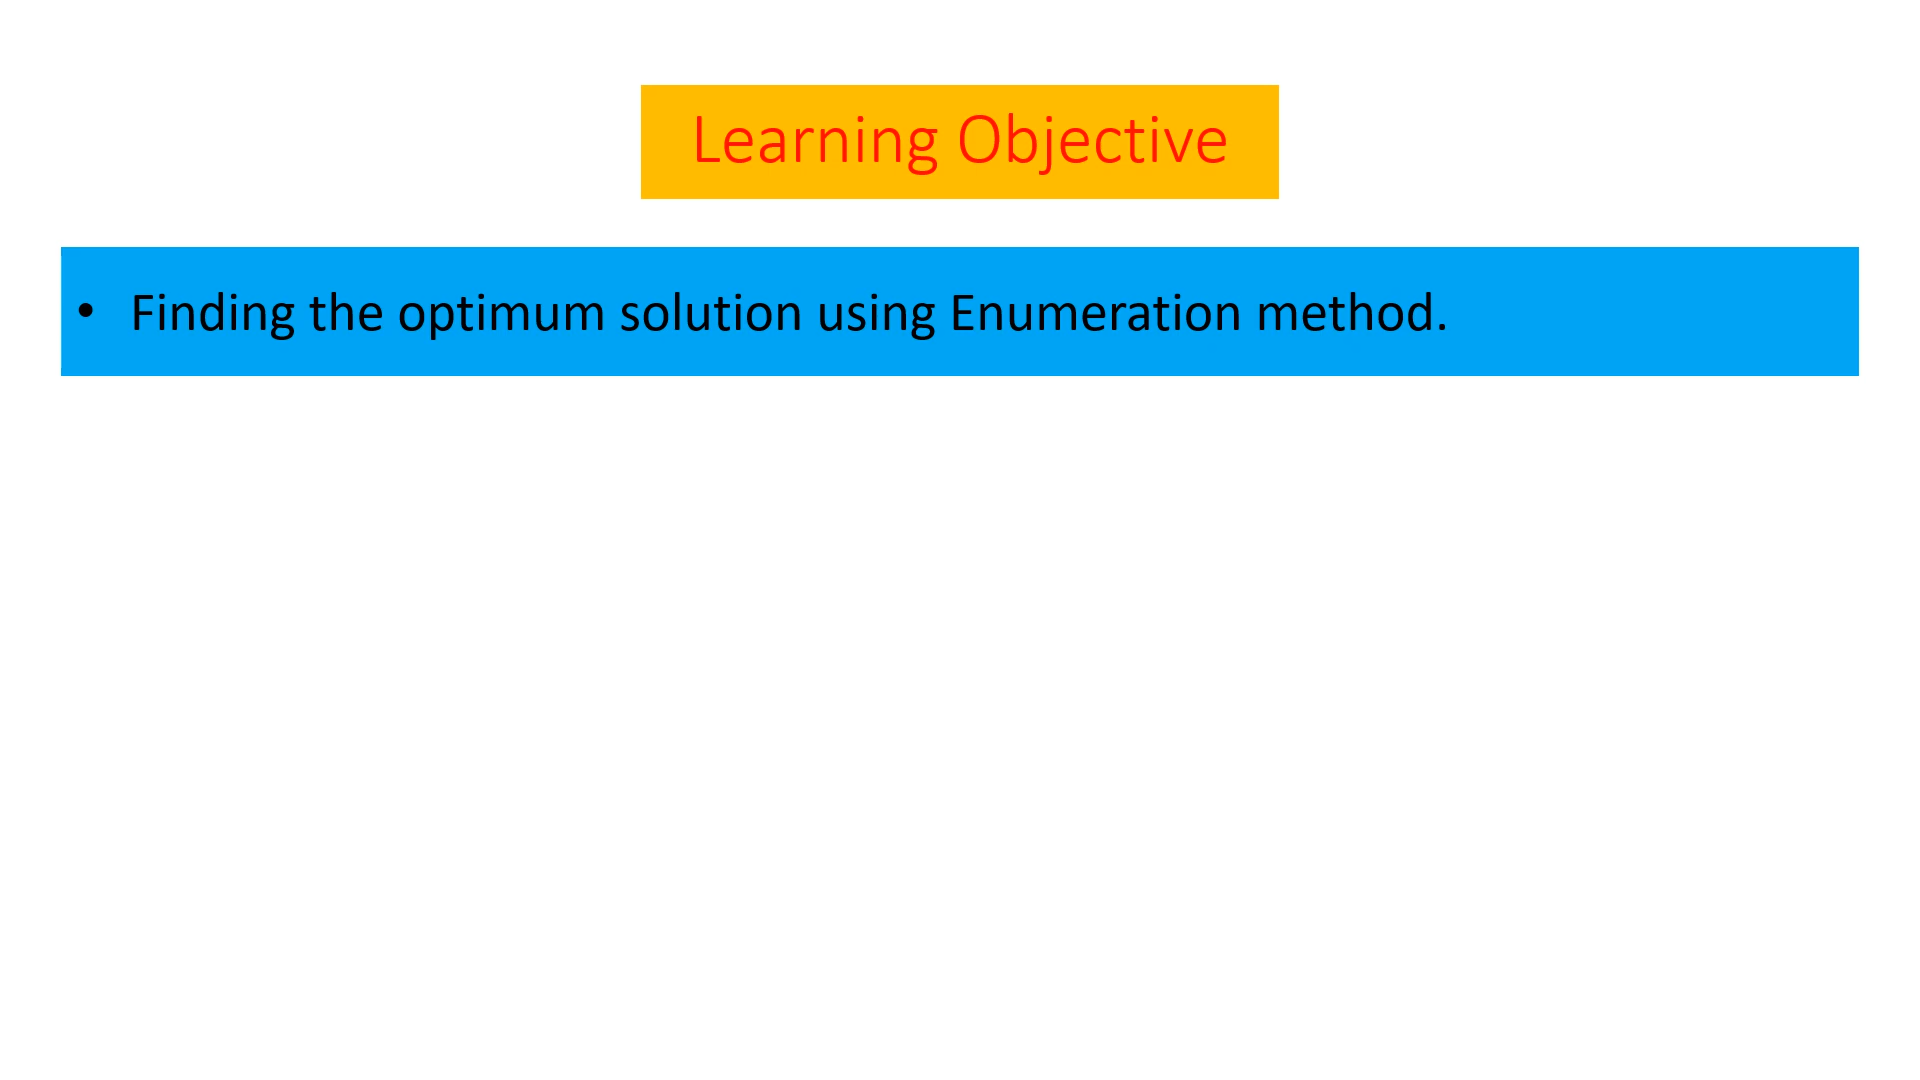 Learning Objective
• Finding the optimum solution using Enumeration method.